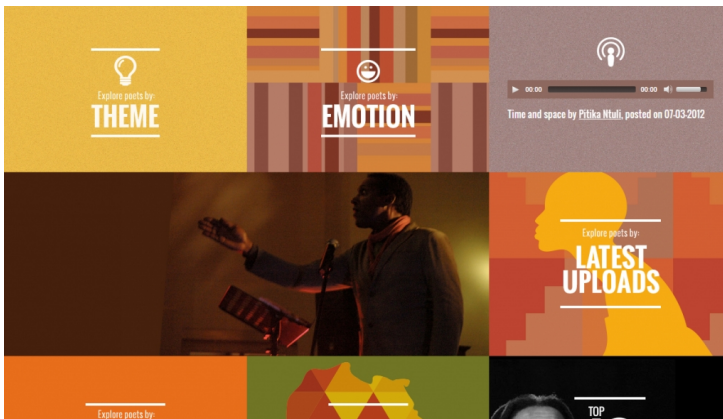 Explore poets by:
THEME
Explore poets by:
EMOTION
00:00 00:00
Time and space by Pitika Ntuli, posted on 07-03-2012
Explore poets by:
LATEST
UPLOADS
Explore poets by:
TOP